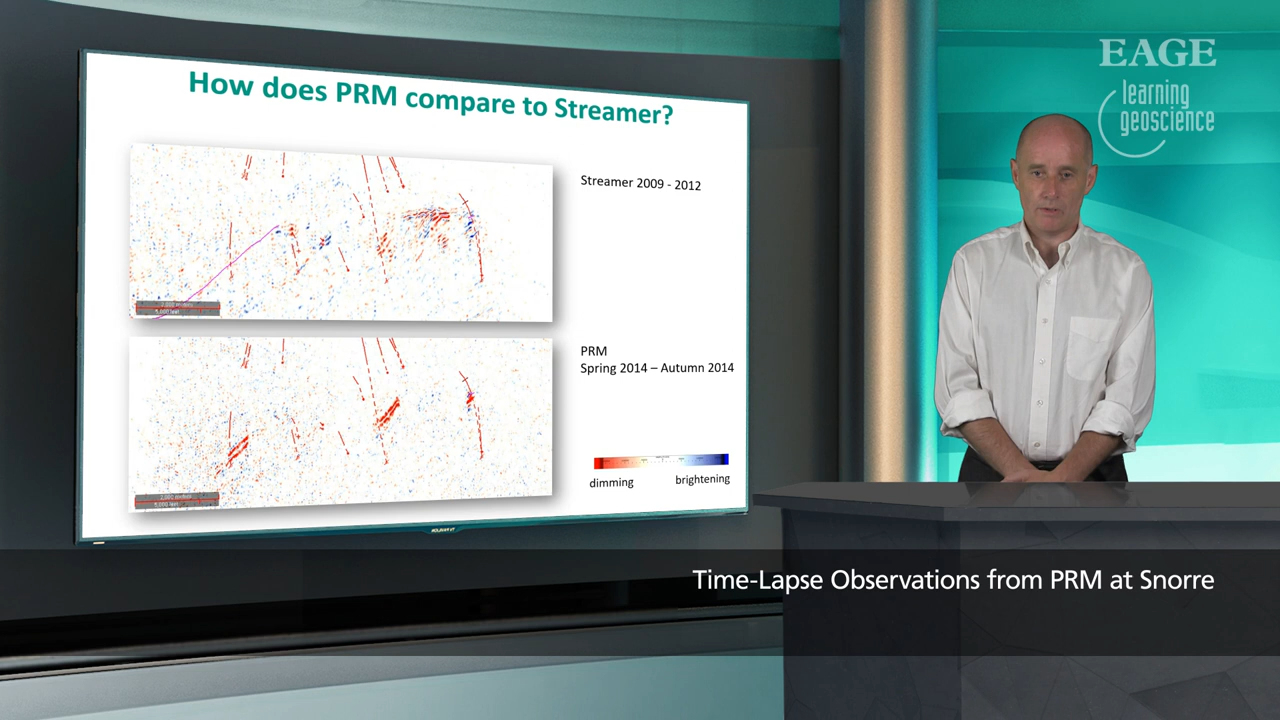 How does PRM compare to Streamer?
Streamer 2009 - 2012
PRM
Spring 2014 – Autumn 2014
dimming
brightening
EAGE
learning
geoscience
Time-Lapse Observations from PRM at Snorre